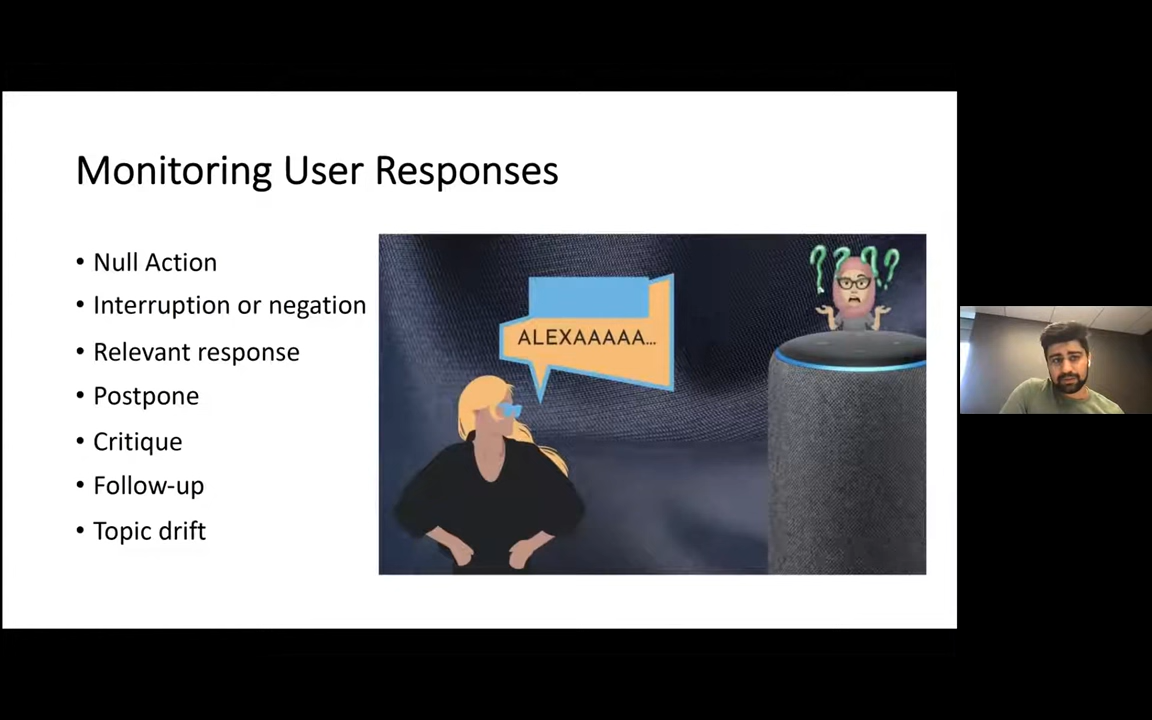 Monitoring User Responses
• Null Action
• Interruption or negation
• Relevant response
• Postpone
• Critique
• Follow-up
• Topic drift
ALEXAAAAA...
????